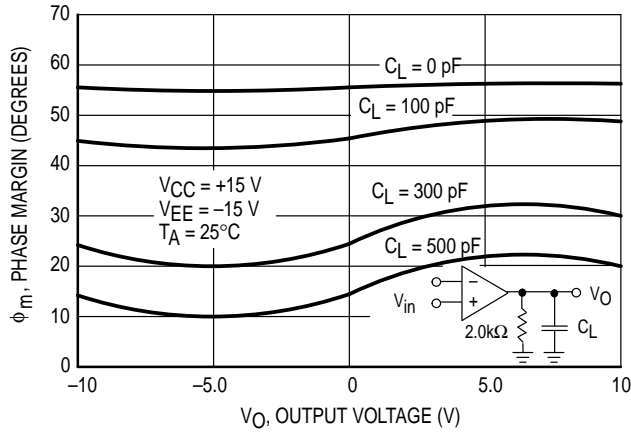 70
60
50
40
30
20
10
0
ϕm, PHASE MARGIN (DEGREES)
CL = 0 pF
CL = 100 pF
CL = 300 pF
CL = 500 pF
VCC = +15 V
VEE = –15 V
TA = 25°C
Vin
–
+
2.0kΩ
CL
VO
–10
–5.0
0
5.0
10
VO, OUTPUT VOLTAGE (V)